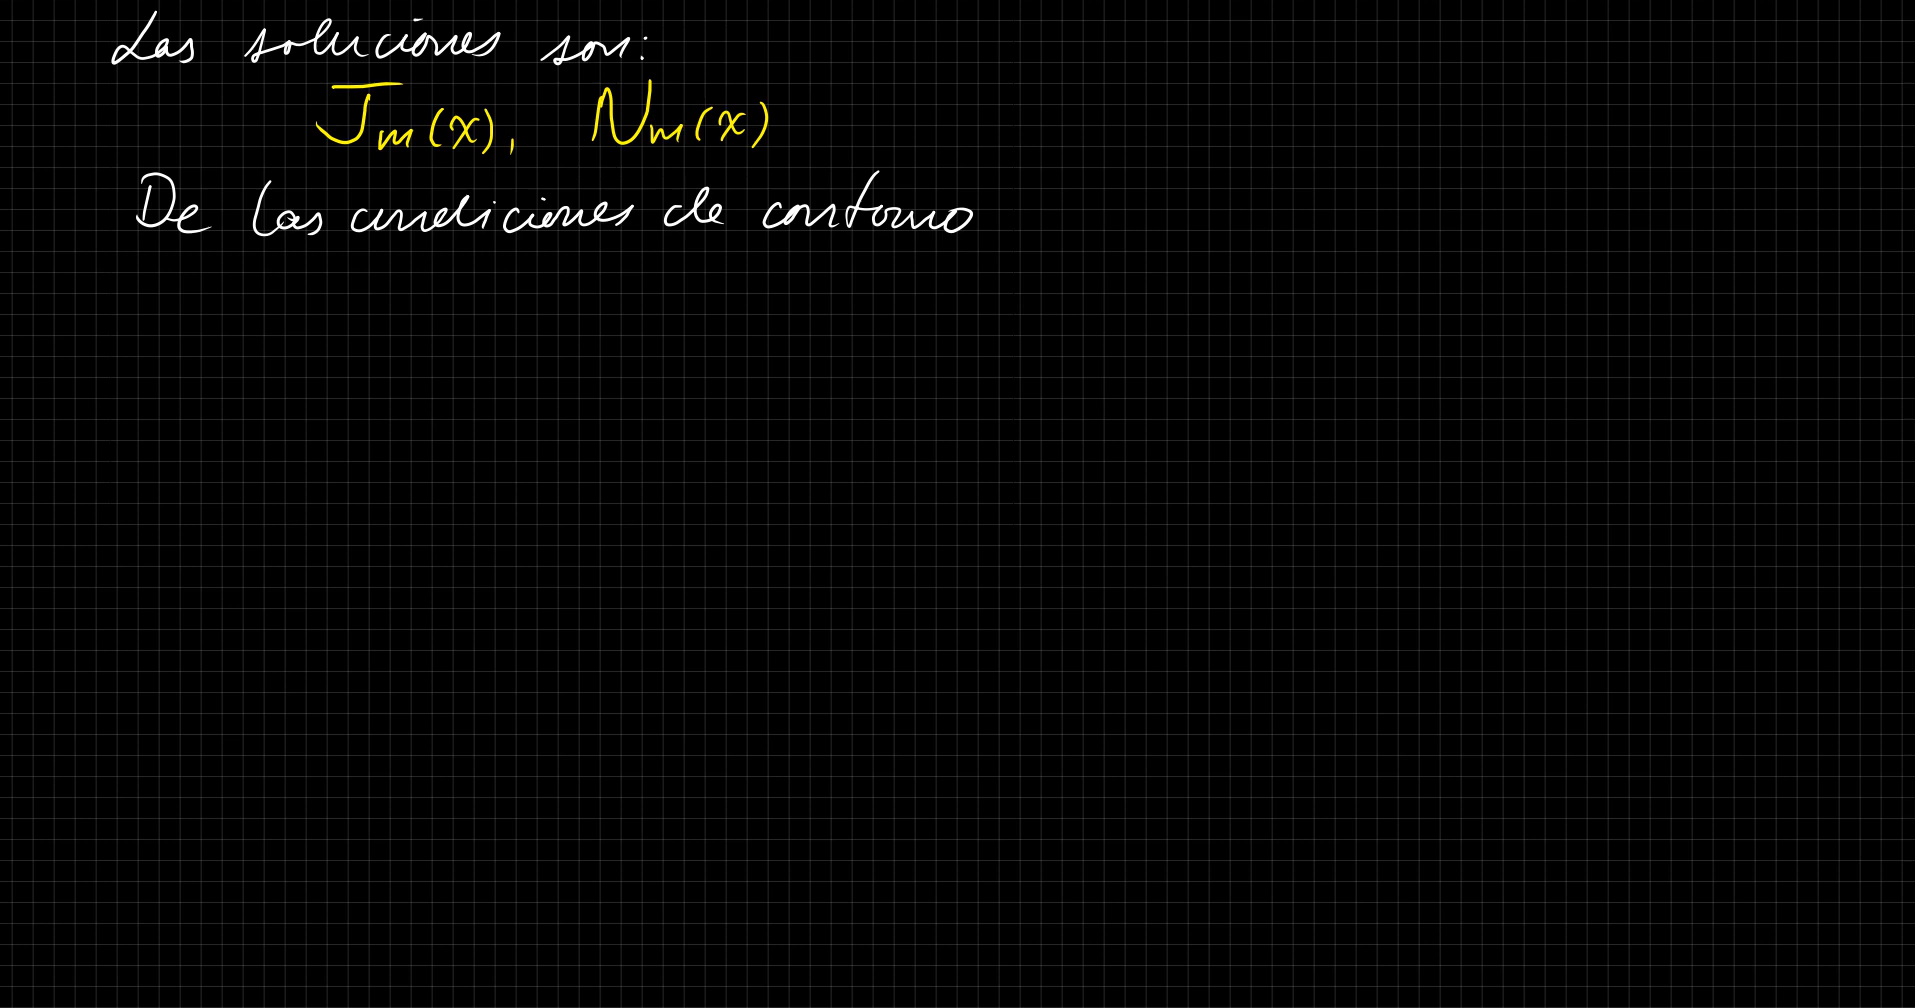 Las soluciones son:
Jm(x), Nm(x)
De las condiciones de contorno